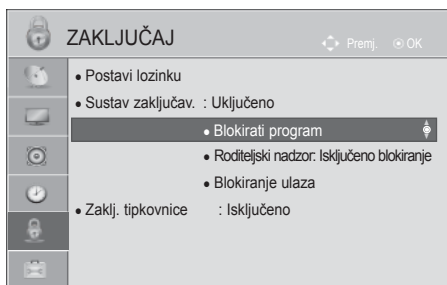 ZAKLJUČAJ
Premj. OK
• Postavi lozinku
• Sustav zaključav. : Uključeno
• Blokirati program
• Roditeljski nadzor: Isključeno blokiranje
• Blokiranje ulaza
• Zaklj. tipkovnice : Isključeno